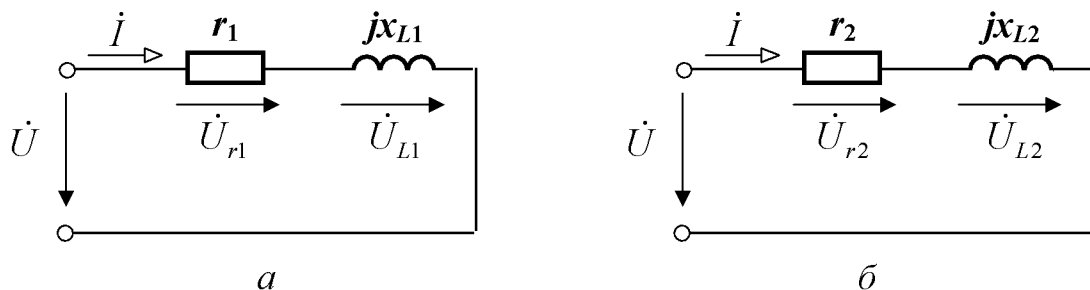 İ r₁ jx_L1
U̇ U̇_r1 U̇_L1
а
İ r₂ jx_L2
U̇ U̇_r2 U̇_L2
б